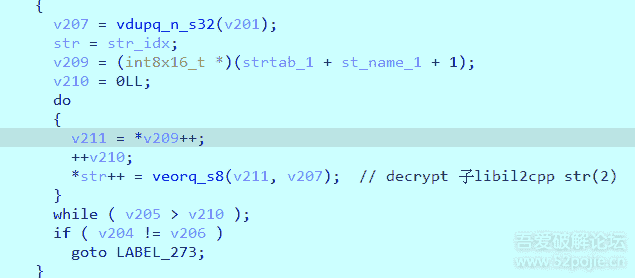 {
v207 = vdupq_n_s32(v201);
str = str_idx;
v209 = (int8x16_t *)(strtab_1 + st_name_1 + 1);
v210 = 0LL;
do
{
v211 = *v209++;
++v210;
*str++ = veorq_s8(v211, v207); // decrypt 子libil2cpp str(2)
}
while ( v205 > v210 );
if ( v204 != v206 )
goto LABEL_273;
}
吾爱破解论坛
www.52pojie.cn